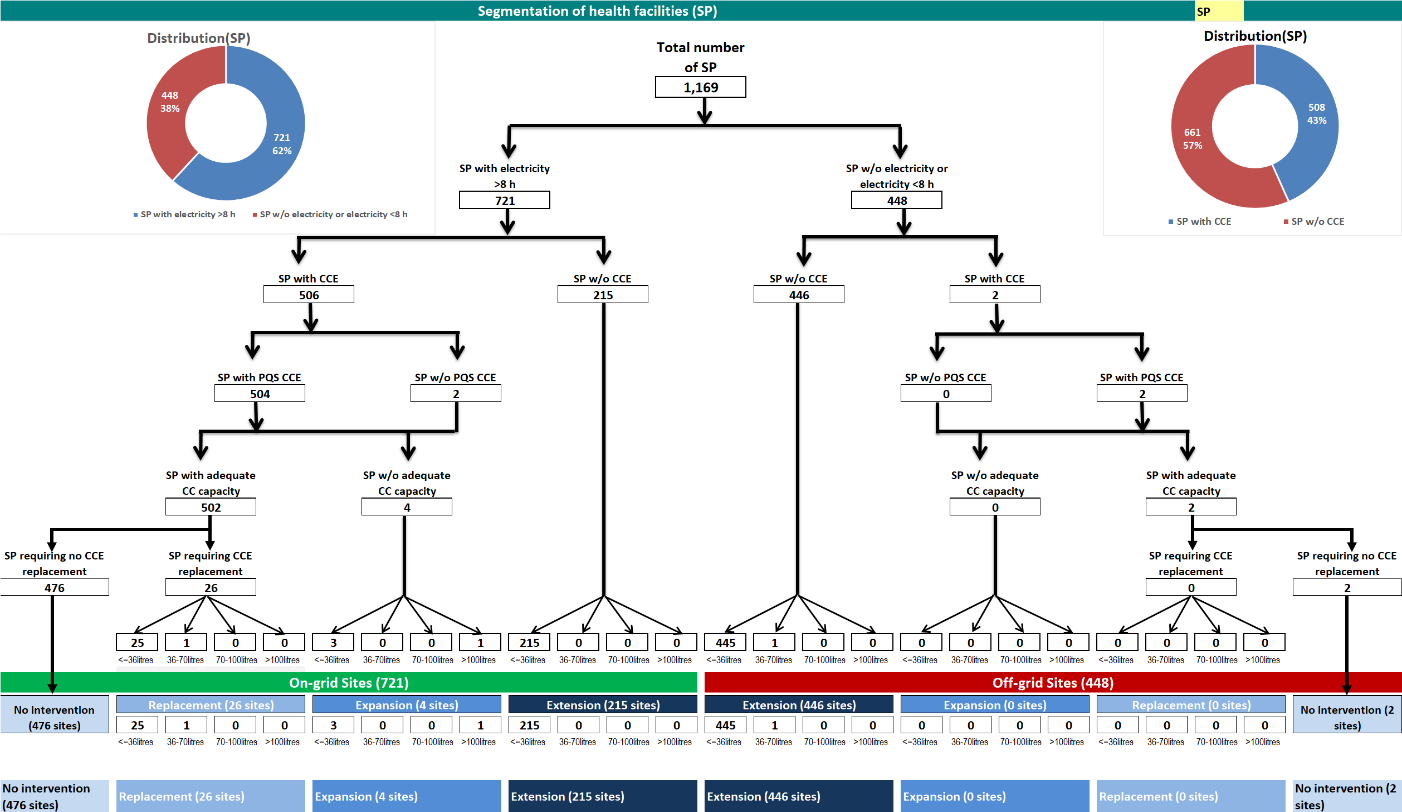 Segmentation of health facilities (SP)
SP
Distribution(SP)
448
38%
721
62%
SP with electricity >8 h
SP w/o electricity or electricity <8 h
Total number
of SP
1,169
Distribution(SP)
508
43%
661
57%
SP with CCE
SP w/o CCE
SP with electricity
>8 h
721
SP w/o electricity or
electricity <8 h
448
SP with CCE
506
SP w/o CCE
215
SP w/o CCE
446
SP with CCE
2
SP with PQS CCE
504
SP w/o PQS CCE
2
SP w/o PQS CCE
0
SP with PQS CCE
2
SP with adequate
CC capacity
502
SP w/o adequate
CC capacity
4
SP w/o adequate
CC capacity
0
SP with adequate
CC capacity
2
SP requiring no CCE
replacement
476
SP requiring CCE
replacement
26
SP requiring CCE
replacement
0
SP requiring no CCE
replacement
2
25 1 0 0 3 0 0 1 215 0 0 0 445 1 0 0 0 0 0 0 0 0 0 0
<=36litres 36-70litres 70-100litres >100litres <=36litres 36-70litres 70-100litres >100litres <=36litres 36-70litres 70-100litres >100litres <=36litres 36-70litres 70-100litres >100litres <=36litres 36-70litres 70-100litres >100litres <=36litres 36-70litres 70-100litres >100litres
On-grid Sites (721)
Off-grid Sites (448)
No intervention
(476 sites)
Replacement (26 sites)
Expansion (4 sites)
Extension (215 sites)
Extension (446 sites)
Expansion (0 sites)
Replacement (0 sites)
No intervention (2
sites)
25 1 0 0 3 0 0 1 215 0 0 0 445 1 0 0 0 0 0 0 0 0 0 0
<=36litres 36-70litres 70-100litres >100litres <=36litres 36-70litres 70-100litres >100litres <=36litres 36-70litres 70-100litres >100litres <=36litres 36-70litres 70-100litres >100litres <=36litres 36-70litres 70-100litres >100litres <=36litres 36-70litres 70-100litres >100litres
No intervention
(476 sites)
Replacement (26 sites)
Expansion (4 sites)
Extension (215 sites)
Extension (446 sites)
Expansion (0 sites)
Replacement (0 sites)
No intervention (2
sites)